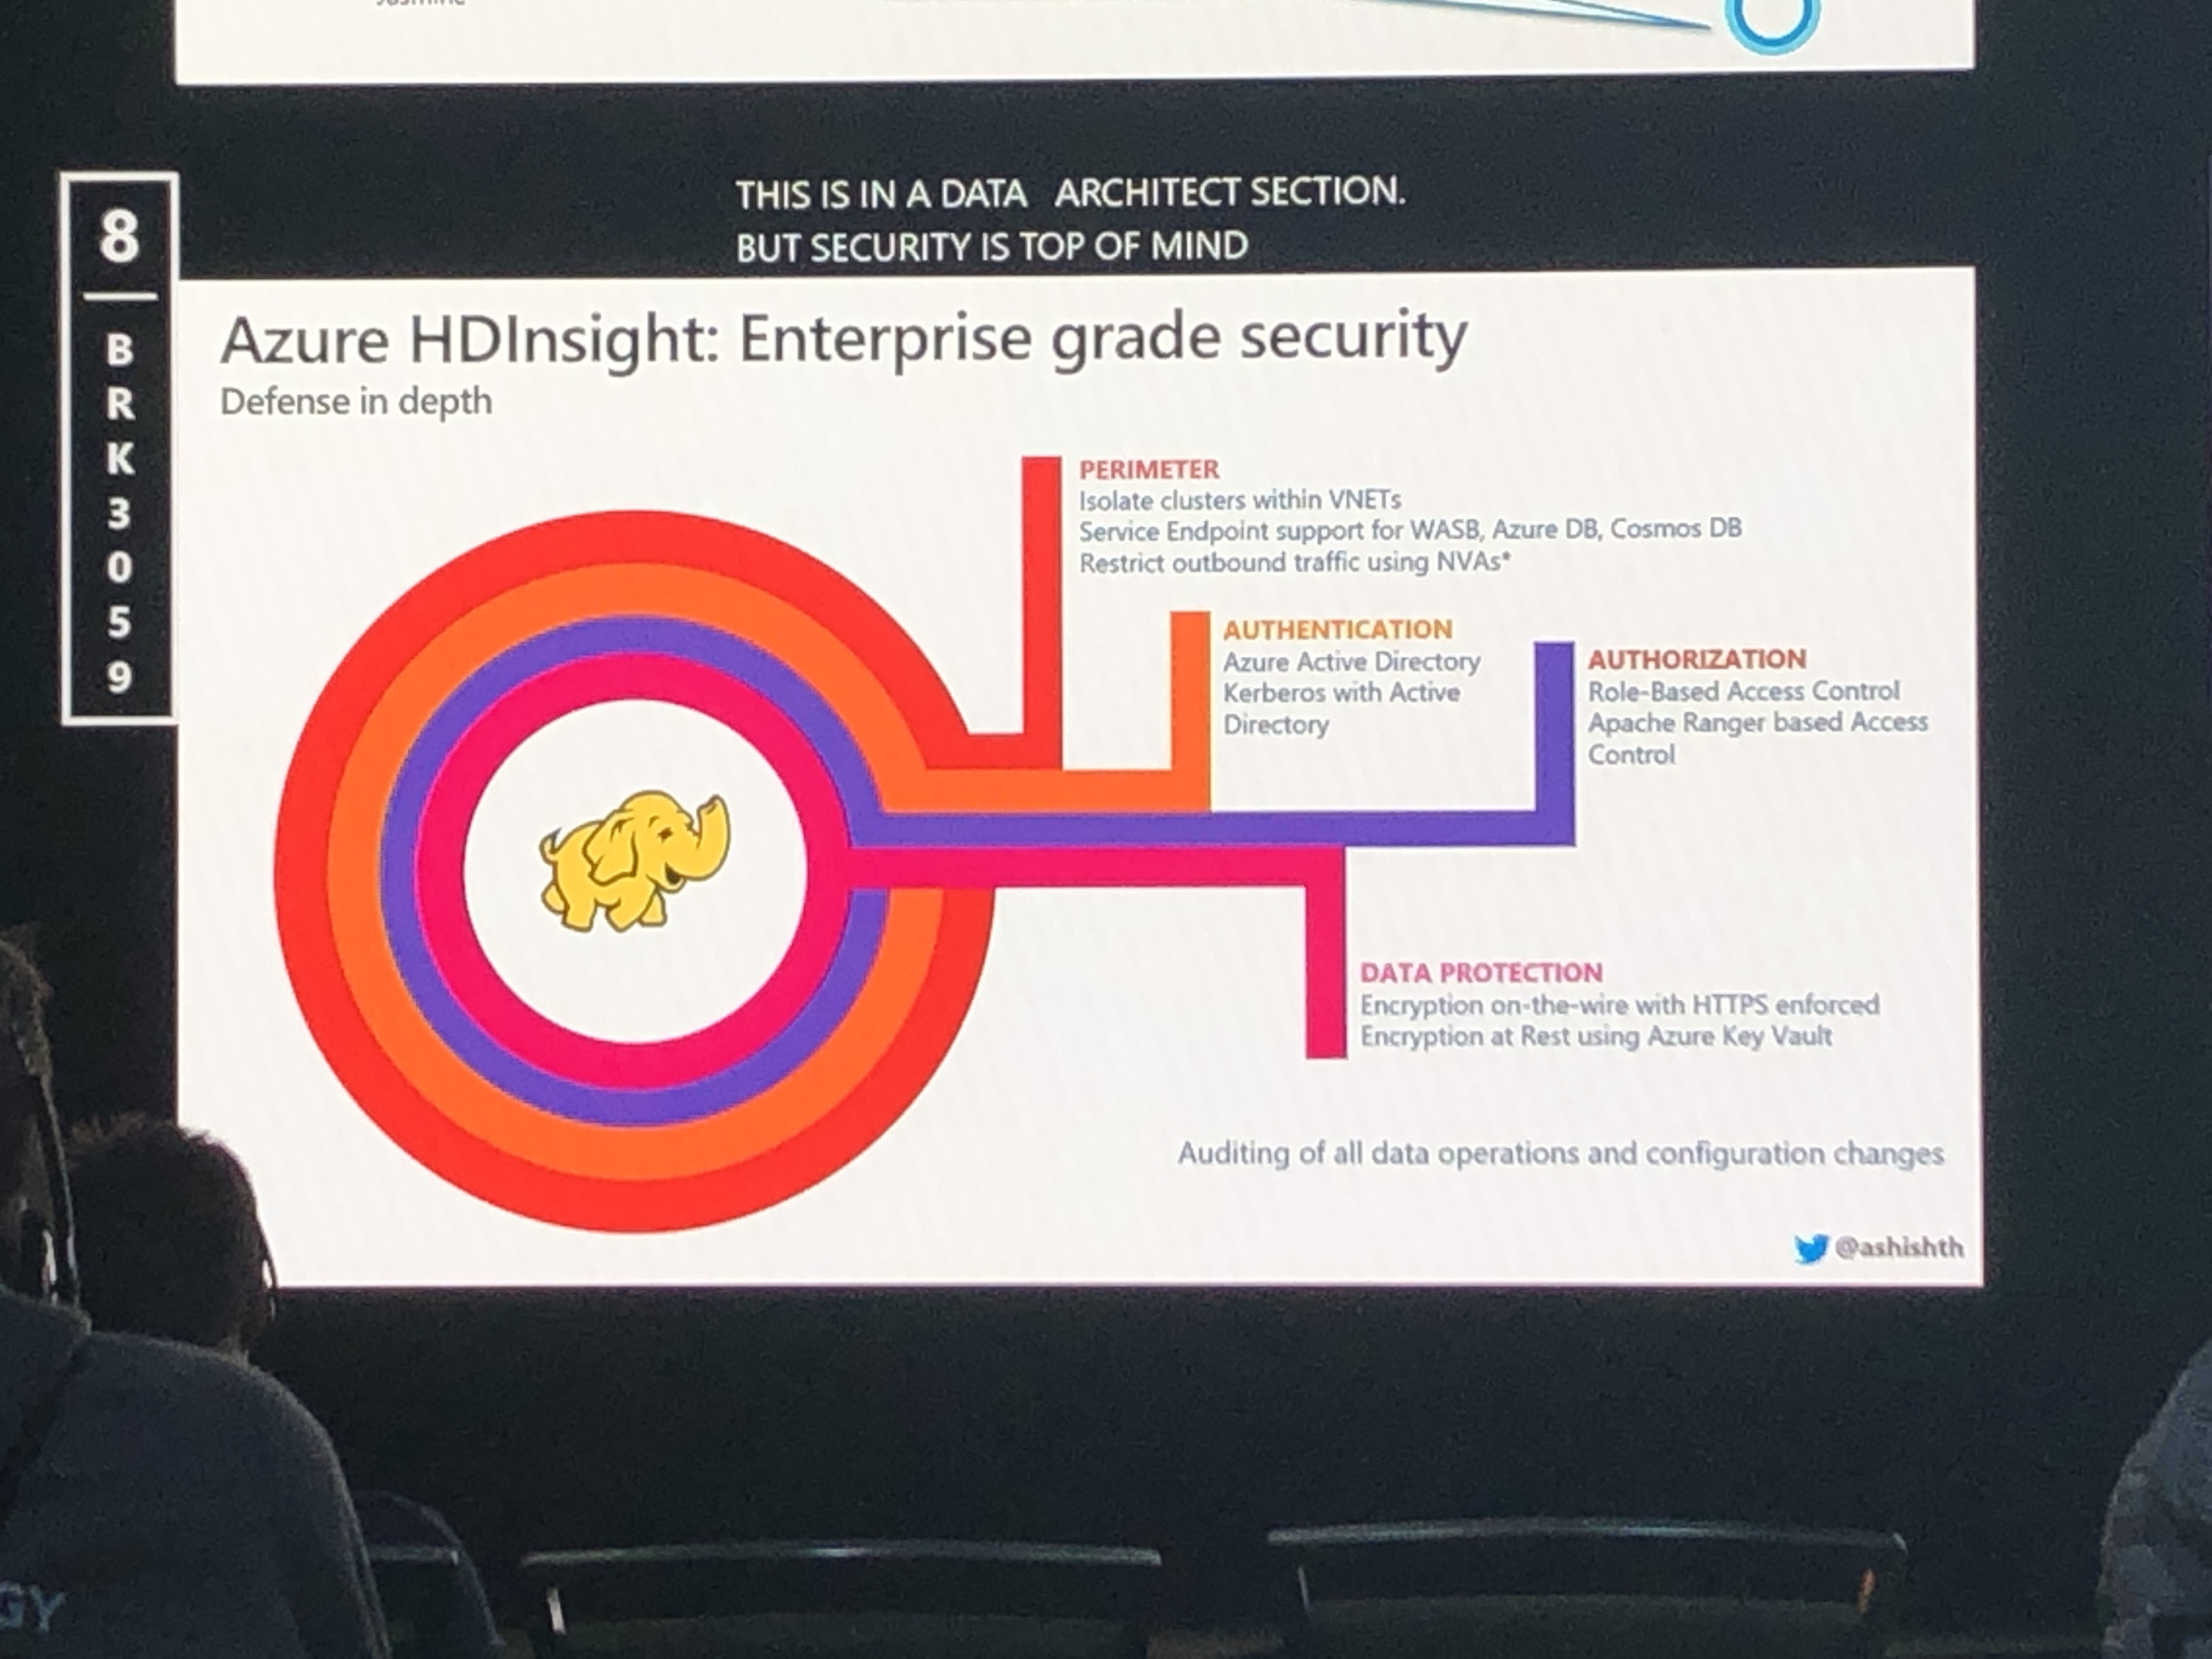 THIS IS IN A DATA ARCHITECT SECTION.
BUT SECURITY IS TOP OF MIND
8
BRK3059
Azure HDInsight: Enterprise grade security
Defense in depth
PERIMETER
Isolate clusters within VNETs
Service Endpoint support for WASB, Azure DB, Cosmos DB
Restrict outbound traffic using NVAs*
AUTHENTICATION
Azure Active Directory
Kerberos with Active
Directory
AUTHORIZATION
Role-Based Access Control
Apache Ranger based Access
Control
DATA PROTECTION
Encryption on-the-wire with HTTPS enforced
Encryption at Rest using Azure Key Vault
Auditing of all data operations and configuration changes
@ashishth
GY